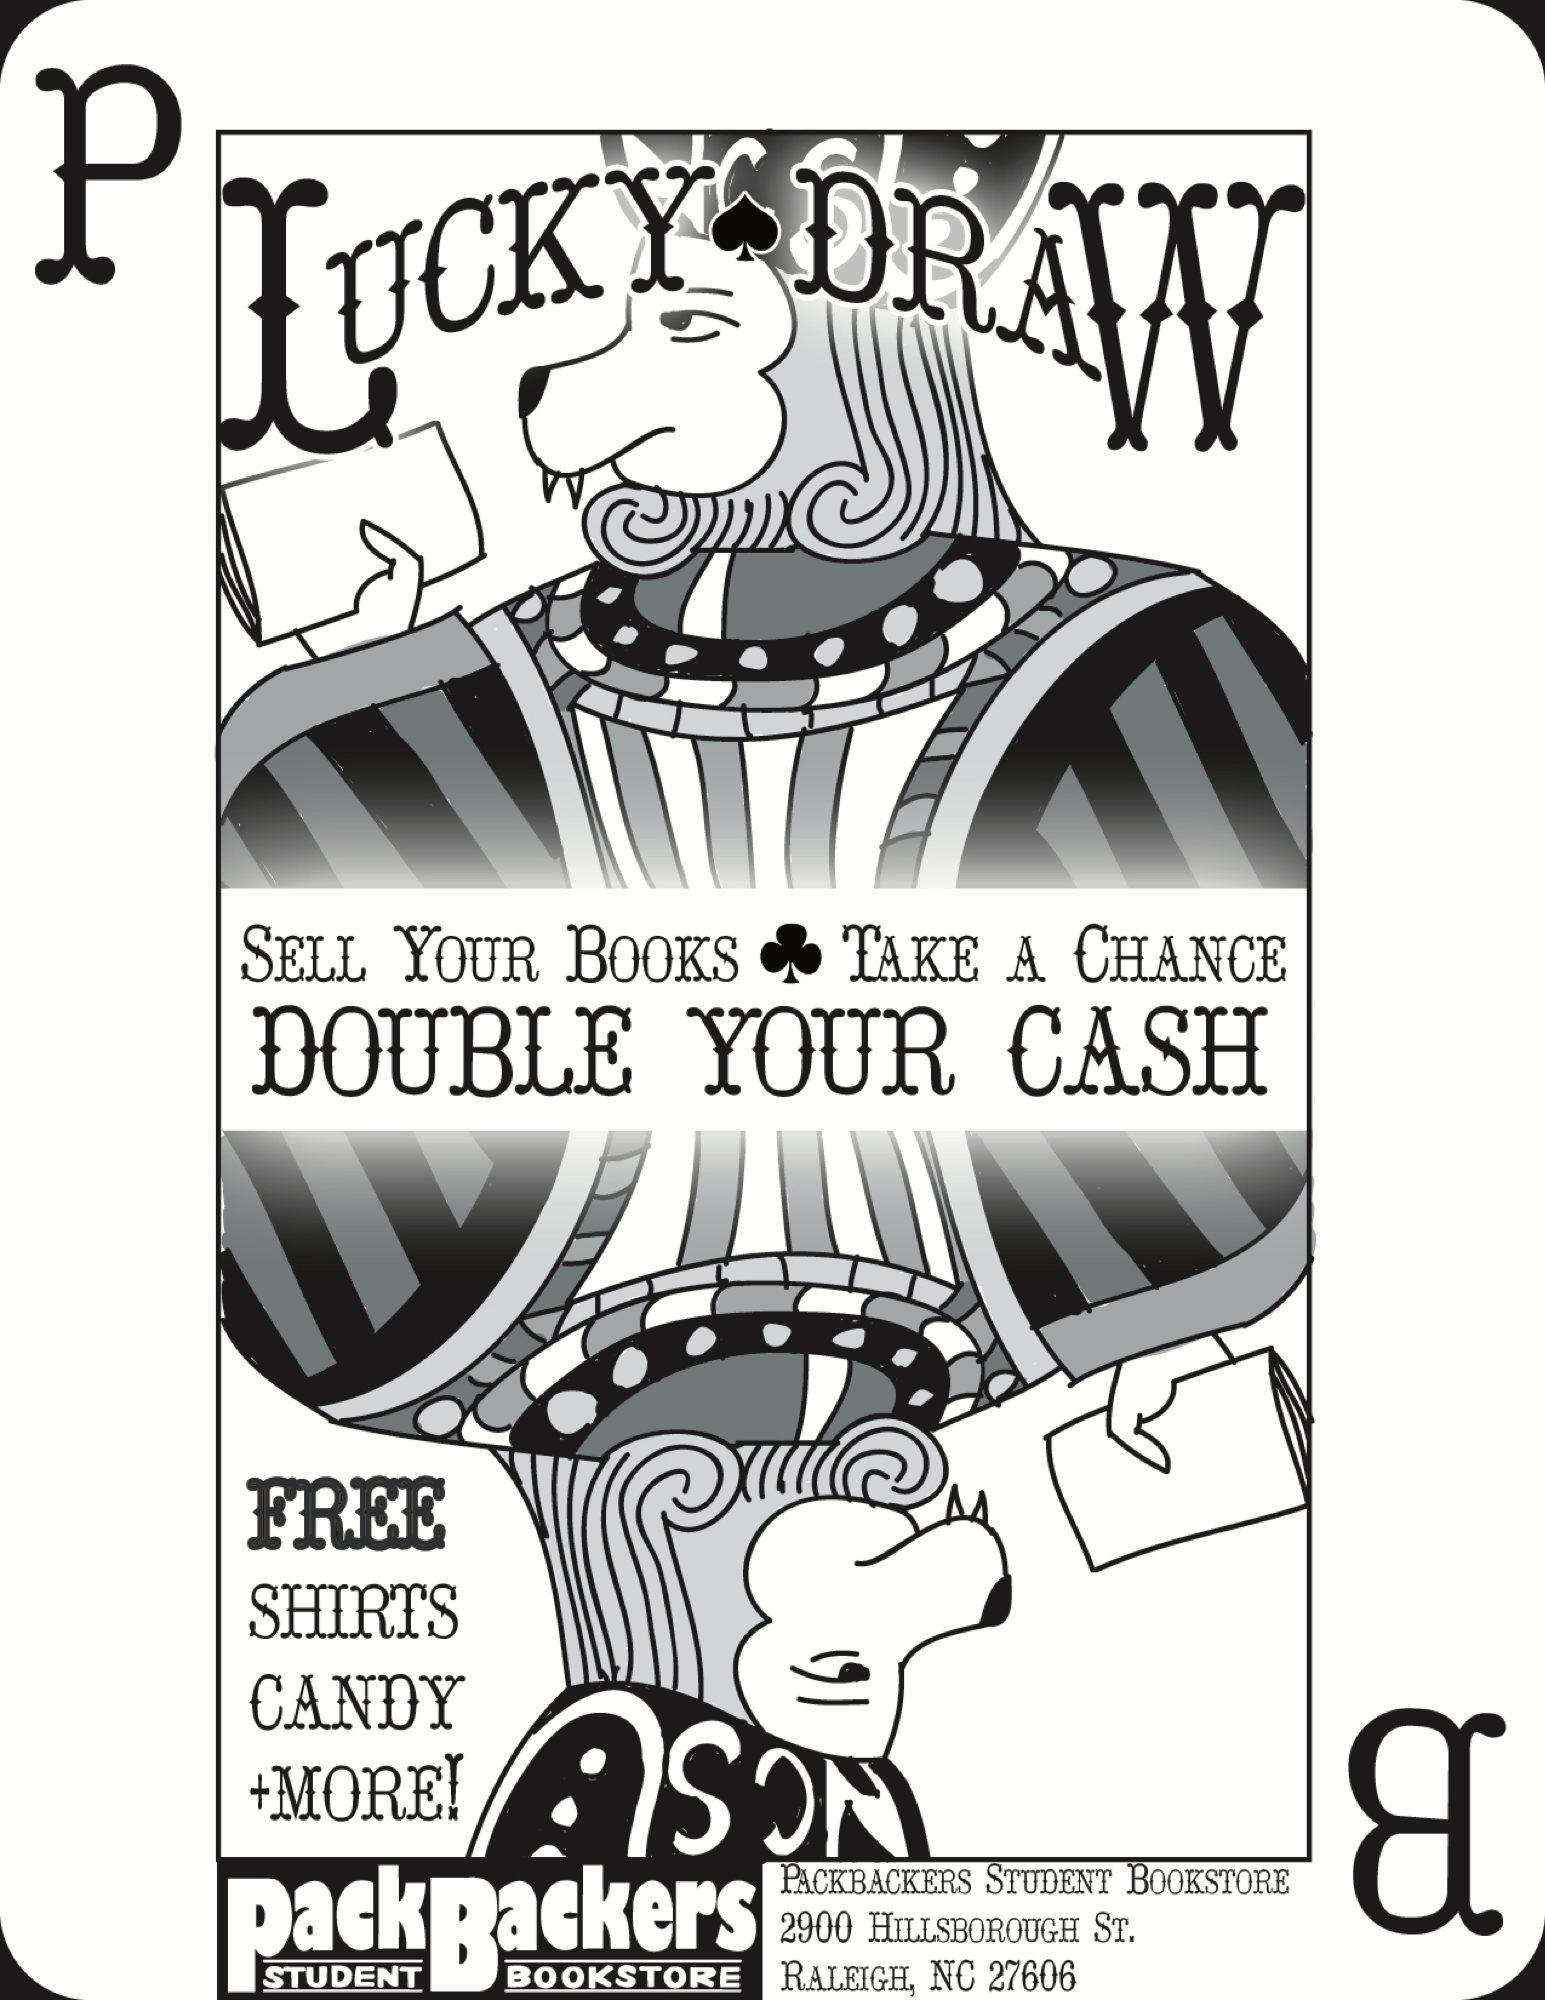 P
LUCKY♠DRAW
SELL YOUR BOOKS ♣ TAKE A CHANCE
DOUBLE YOUR CASH
FREE
SHIRTS
CANDY
+MORE!
NCS
PackBackers
STUDENT BOOKSTORE
PACKBACKERS STUDENT BOOKSTORE
2900 HILLSBOROUGH ST.
RALEIGH, NC 27606
B